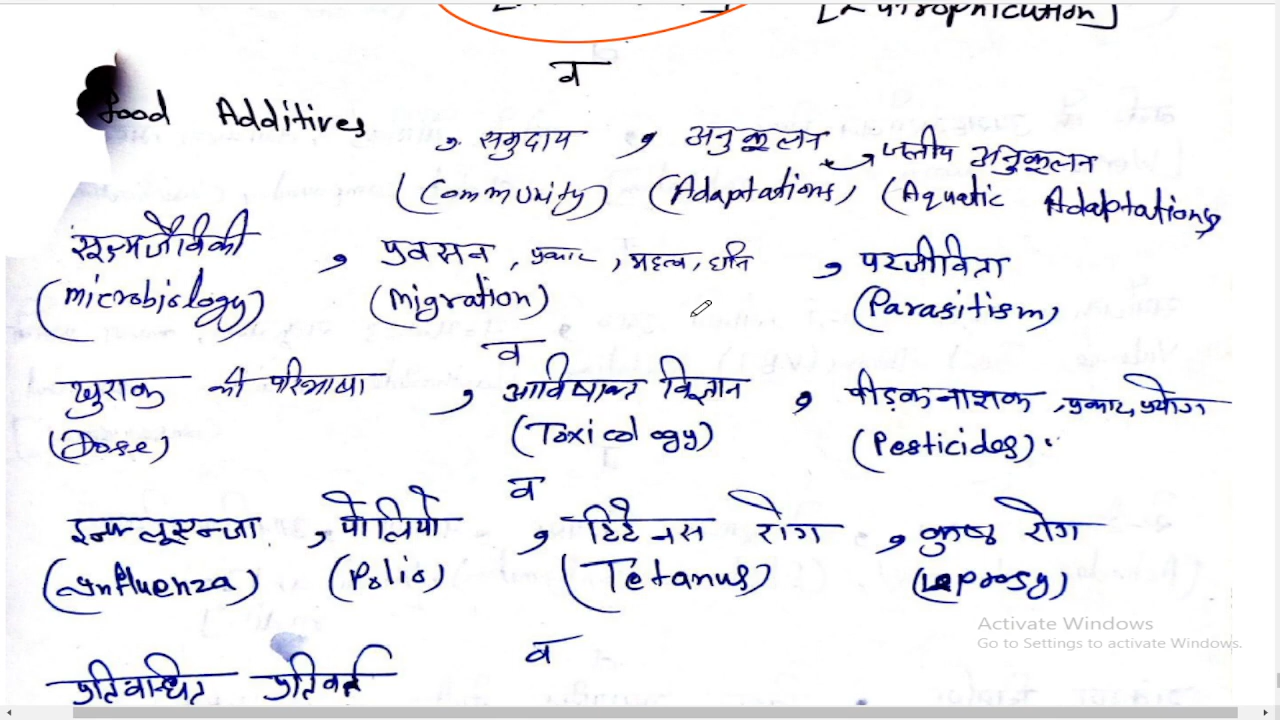 [Eutrophication]
व
Food Additives
, समुदाय , अनुकूलन , जलीय अनुकूलन
(Community) (Adaptations) (Aquatic Adaptations)
सूक्ष्मजैविकी , प्रवसन , प्रकार , महत्व , हानि , परजीविता
(Microbiology) (Migration) (Parasitism)
व
खुराक की परिभाषा , आविषाक्त विज्ञान , पीड़कनाशक , प्रकार, प्रयोग
(Dose) (Toxicology) (Pesticides)
व
इन्फ्लूएन्जा , पोलियो , टिटेनस रोग , कुष्ठ रोग
(Influenza) (Polio) (Tetanus) (Leprosy)
Activate Windows
Go to Settings to activate Windows.
व
प्रतिबन्धित प्रतिवर्त